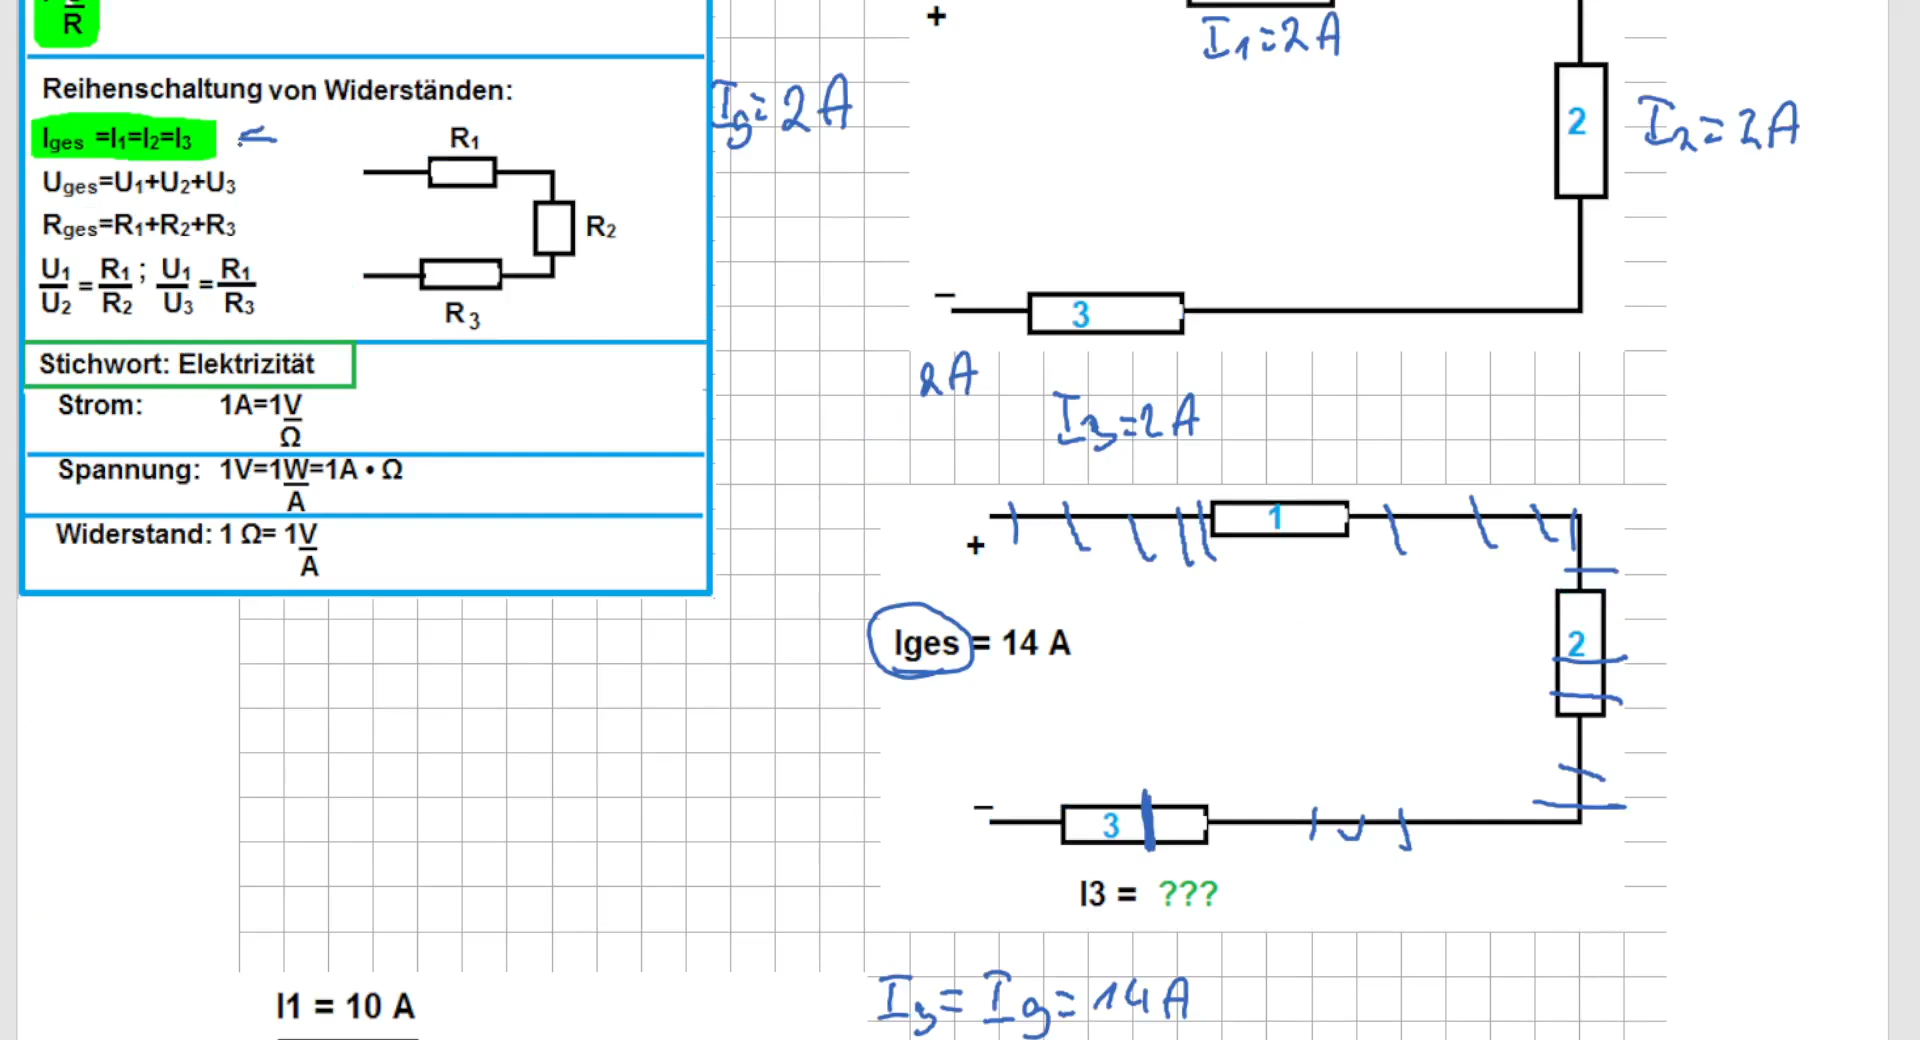 R
Reihenschaltung von Widerständen:
Iges =I1=I2=I3
Uges=U1+U2+U3
Rges=R1+R2+R3
U1/U2 = R1/R2 ; U1/U3 = R1/R3
R1
R2
R3
Stichwort: Elektrizität
Strom: 1A=1V/Ω
Spannung: 1V=1W/A=1A • Ω
Widerstand: 1 Ω= 1V/A
Ig=2A
+
I1=2A
2
I2=2A
–
3
2A
I3=2A
+
1
Iges = 14 A
2
–
3
I3 = ???
I3 = Ig = 14A
I1 = 10 A